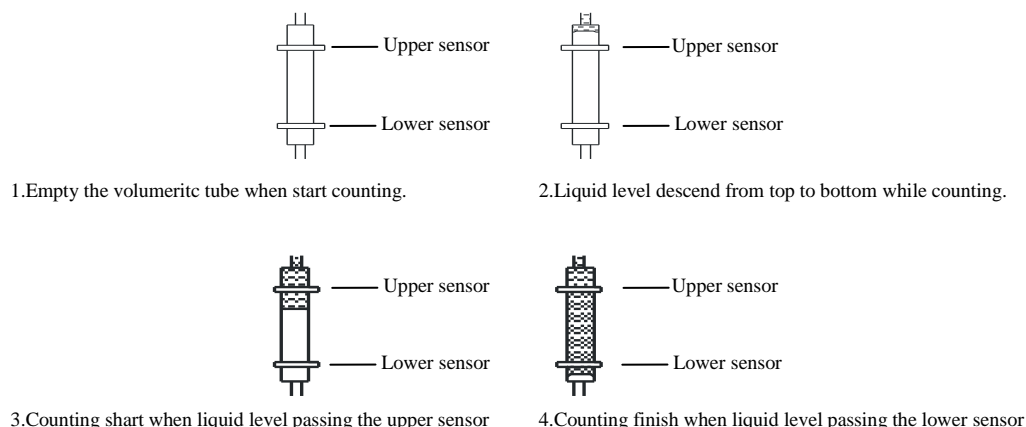 Upper sensor
Lower sensor
Upper sensor
Lower sensor
1.Empty the volumeritc tube when start counting.
2.Liquid level descend from top to bottom while counting.
Upper sensor
Lower sensor
Upper sensor
Lower sensor
3.Counting shart when liquid level passing the upper sensor
4.Counting finish when liquid level passing the lower sensor